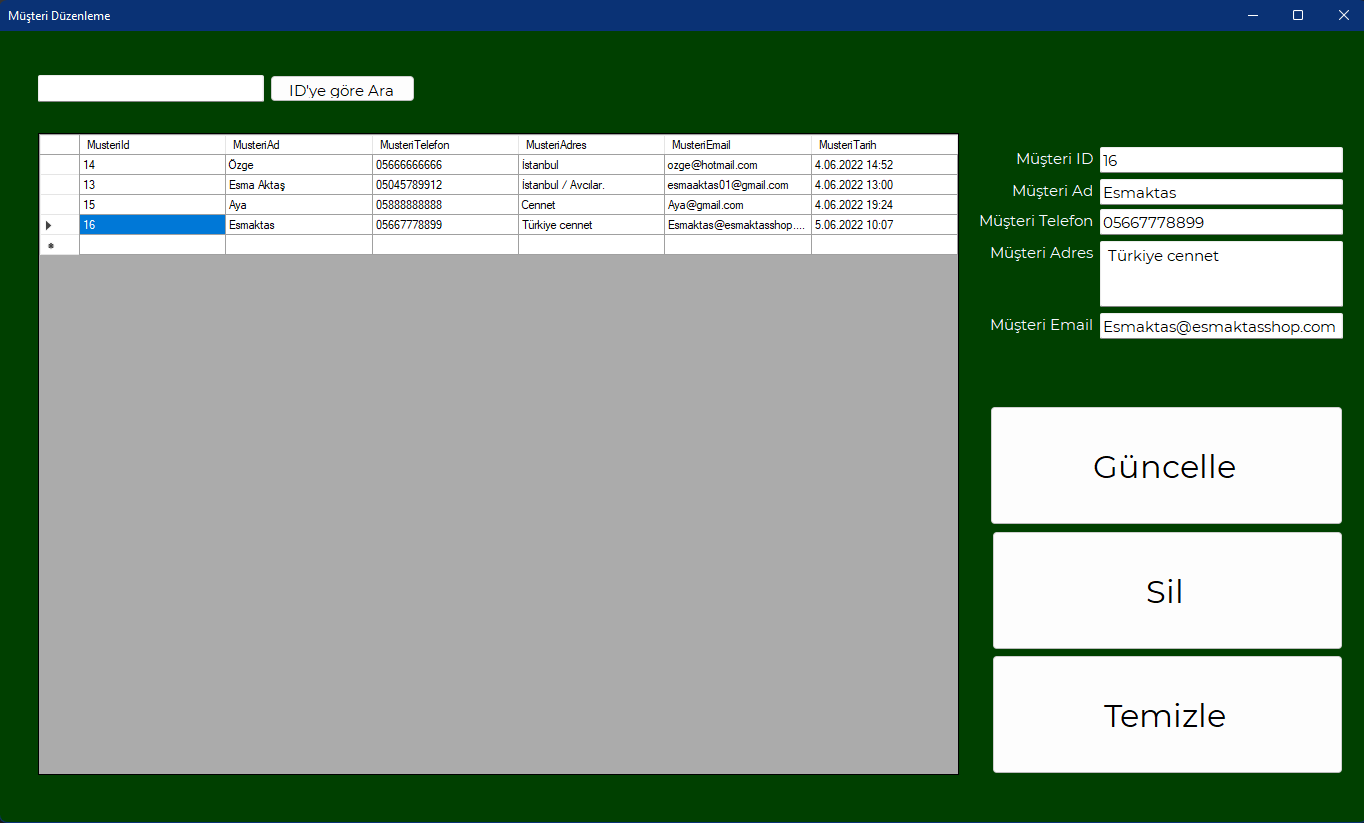 Müşteri Düzenleme
ID'ye göre Ara
MusteriId MusteriAd MusteriTelefon MusteriAdres MusteriEmail MusteriTarih
14 Özge 05666666666 İstanbul ozge@hotmail.com 4.06.2022 14:52
13 Esma Aktaş 05045789912 İstanbul / Avcılar. esmaaktas01@gmail.com 4.06.2022 13:00
15 Aya 05888888888 Cennet Aya@gmail.com 4.06.2022 19:24
16 Esmaktas 05667778899 Türkiye cennet Esmaktas@esmaktasshop.... 5.06.2022 10:07
Müşteri ID 16
Müşteri Ad Esmaktas
Müşteri Telefon 05667778899
Müşteri Adres Türkiye cennet
Müşteri Email Esmaktas@esmaktasshop.com
Güncelle
Sil
Temizle